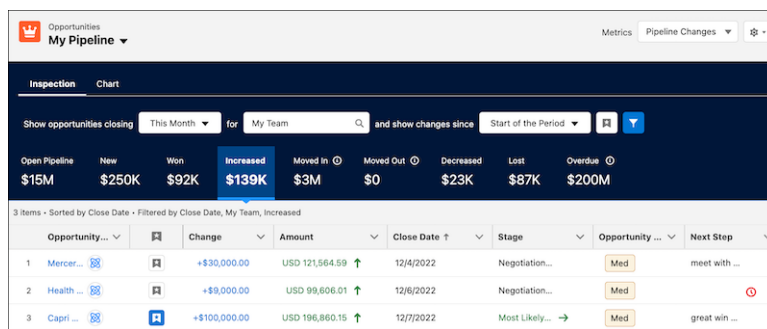 Opportunities
My Pipeline
Metrics Pipeline Changes
Inspection Chart
Show opportunities closing This Month for My Team and show changes since Start of the Period
Open Pipeline New Won Increased Moved In Moved Out Decreased Lost Overdue
$15M $250K $92K $139K $3M $0 $23K $87K $200M
3 items • Sorted by Close Date • Filtered by Close Date, My Team, Increased
Opportunity... Change Amount Close Date Stage Opportunity ... Next Step
1 Mercer... +$30,000.00 USD 121,564.59 12/4/2022 Negotiation... Med meet with ...
2 Health ... +$9,000.00 USD 99,606.01 12/6/2022 Negotiation... Med
3 Capri ... +$100,000.00 USD 196,860.15 12/7/2022 Most Likely... Med great win ...